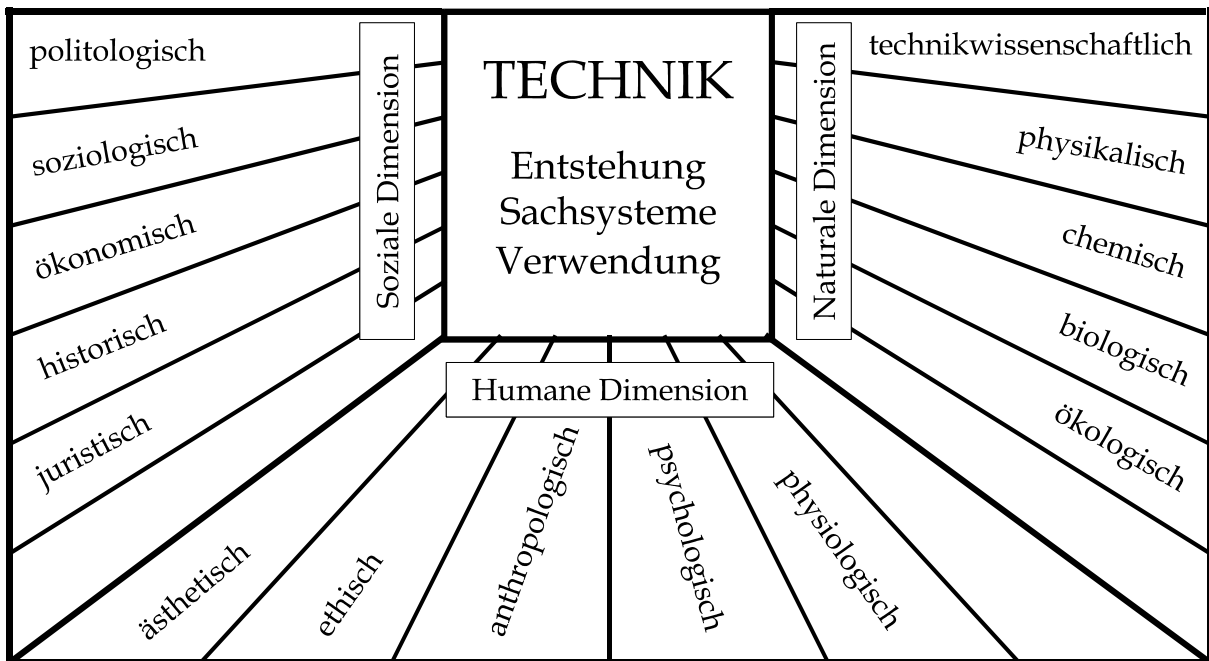 politologisch
soziologisch
ökonomisch
historisch
juristisch
Soziale Dimension
TECHNIK
Entstehung
Sachsysteme
Verwendung
Naturale Dimension
technikwissenschaftlich
physikalisch
chemisch
biologisch
ökologisch
Humane Dimension
ästhetisch
ethisch
anthropologisch
psychologisch
physiologisch